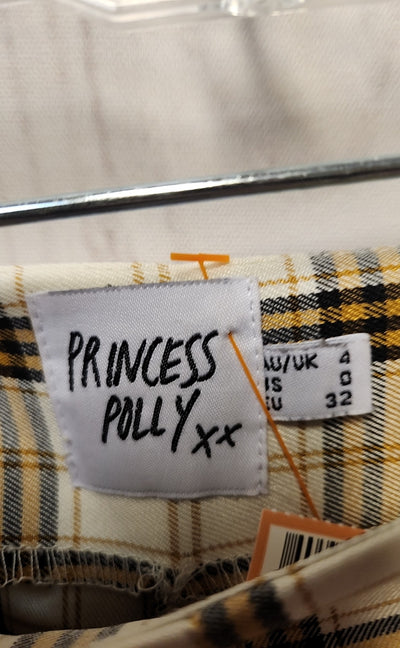 PRINCESS
POLLY xx
AU/UK 4
US 0
EU 32